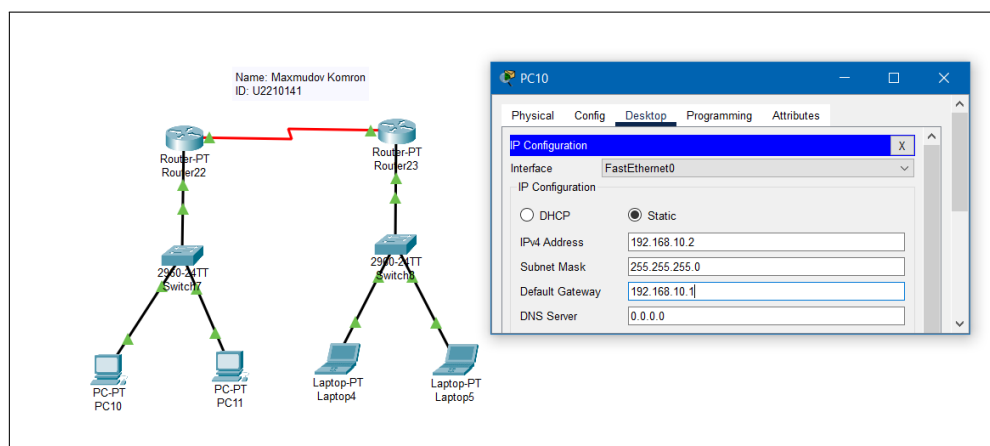 Name: Maxmudov Komron
ID: U2210141
Router-PT
Router22
Router-PT
Router23
2960-24TT
Switch7
2960-24TT
Switch8
PC-PT
PC10
PC-PT
PC11
Laptop-PT
Laptop4
Laptop-PT
Laptop5
PC10
Physical Config Desktop Programming Attributes
IP Configuration X
Interface FastEthernet0
IP Configuration
DHCP Static
IPv4 Address 192.168.10.2
Subnet Mask 255.255.255.0
Default Gateway 192.168.10.1
DNS Server 0.0.0.0